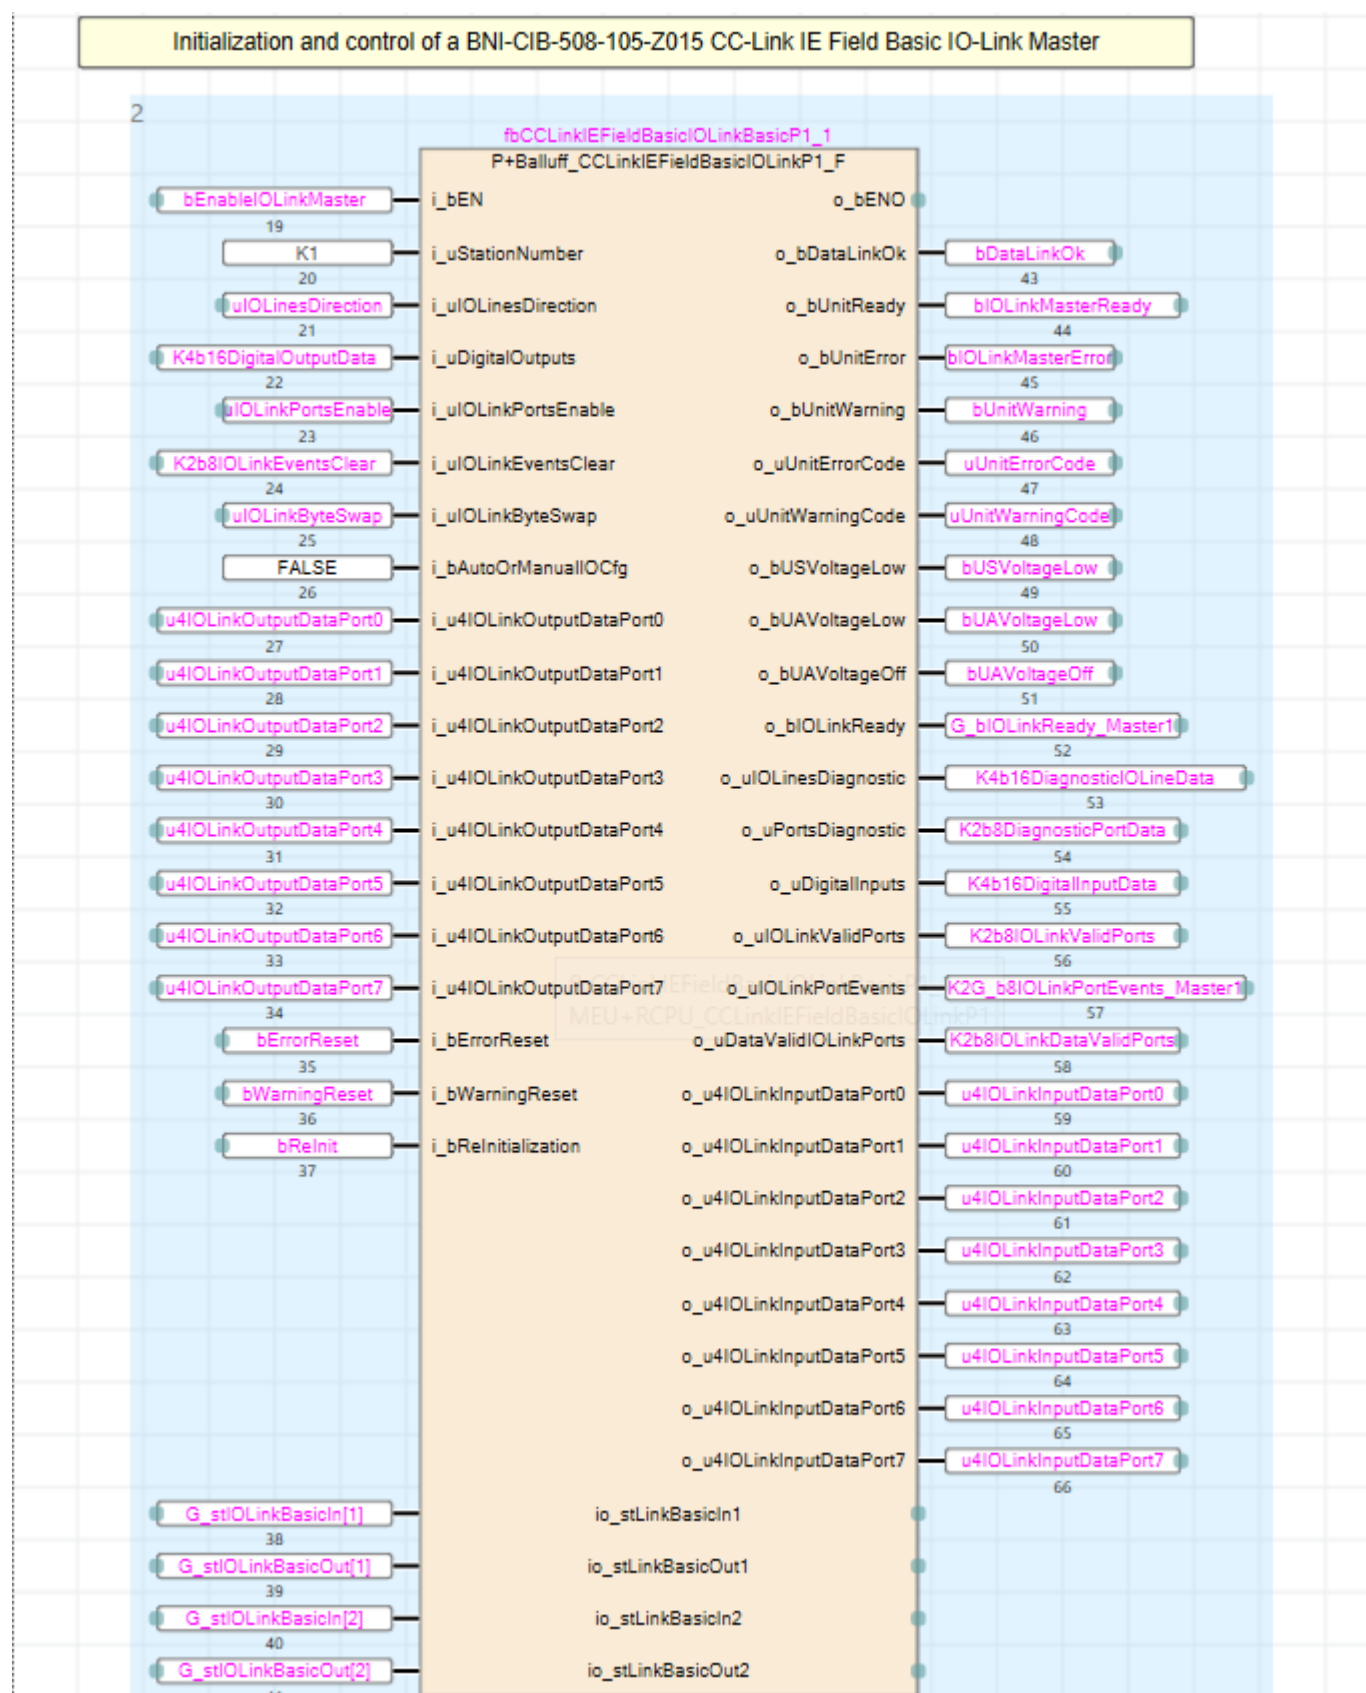 Initialization and control of a BNI-CIB-508-105-Z015 CC-Link IE Field Basic IO-Link Master
2
fbCCLinkIEFieldBasicIOLinkBasicP1_1
P+Balluff_CCLinkIEFieldBasicIOLinkP1_F
bEnableIOLinkMaster i_bEN o_bENO
19
K1 i_uStationNumber o_bDataLinkOk bDataLinkOk
20 43
uIOLinesDirection i_uIOLinesDirection o_bUnitReady bIOLinkMasterReady
21 44
K4b16DigitalOutputData i_uDigitalOutputs o_bUnitError bIOLinkMasterError
22 45
uIOLinkPortsEnable i_uIOLinkPortsEnable o_bUnitWarning bUnitWarning
23 46
K2b8IOLinkEventsClear i_uIOLinkEventsClear o_uUnitErrorCode uUnitErrorCode
24 47
uIOLinkByteSwap i_uIOLinkByteSwap o_uUnitWarningCode uUnitWarningCode
25 48
FALSE i_bAutoOrManualIOCfg o_bUSVoltageLow bUSVoltageLow
26 49
u4IOLinkOutputDataPort0 i_u4IOLinkOutputDataPort0 o_bUAVoltageLow bUAVoltageLow
27 50
u4IOLinkOutputDataPort1 i_u4IOLinkOutputDataPort1 o_bUAVoltageOff bUAVoltageOff
28 51
u4IOLinkOutputDataPort2 i_u4IOLinkOutputDataPort2 o_bIOLinkReady G_bIOLinkReady_Master1
29 52
u4IOLinkOutputDataPort3 i_u4IOLinkOutputDataPort3 o_uIOLinesDiagnostic K4b16DiagnosticIOLineData
30 53
u4IOLinkOutputDataPort4 i_u4IOLinkOutputDataPort4 o_uPortsDiagnostic K2b8DiagnosticPortData
31 54
u4IOLinkOutputDataPort5 i_u4IOLinkOutputDataPort5 o_uDigitalInputs K4b16DigitalInputData
32 55
u4IOLinkOutputDataPort6 i_u4IOLinkOutputDataPort6 o_uIOLinkValidPorts K2b8IOLinkValidPorts
33 56
u4IOLinkOutputDataPort7 i_u4IOLinkOutputDataPort7 o_uIOLinkPortEvents K2G_b8IOLinkPortEvents_Master1
34 57
MEU+RCPU_CCLinkIEFieldBasicIOLinkP1
bErrorReset i_bErrorReset o_uDataValidIOLinkPorts K2b8IOLinkDataValidPorts
35 58
bWarningReset i_bWarningReset o_u4IOLinkInputDataPort0 u4IOLinkInputDataPort0
36 59
bReInit i_bReInitialization o_u4IOLinkInputDataPort1 u4IOLinkInputDataPort1
37 60
o_u4IOLinkInputDataPort2 u4IOLinkInputDataPort2
61
o_u4IOLinkInputDataPort3 u4IOLinkInputDataPort3
62
o_u4IOLinkInputDataPort4 u4IOLinkInputDataPort4
63
o_u4IOLinkInputDataPort5 u4IOLinkInputDataPort5
64
o_u4IOLinkInputDataPort6 u4IOLinkInputDataPort6
65
o_u4IOLinkInputDataPort7 u4IOLinkInputDataPort7
66
G_stIOLinkBasicIn[1] io_stLinkBasicIn1
38
G_stIOLinkBasicOut[1] io_stLinkBasicOut1
39
G_stIOLinkBasicIn[2] io_stLinkBasicIn2
40
G_stIOLinkBasicOut[2] io_stLinkBasicOut2